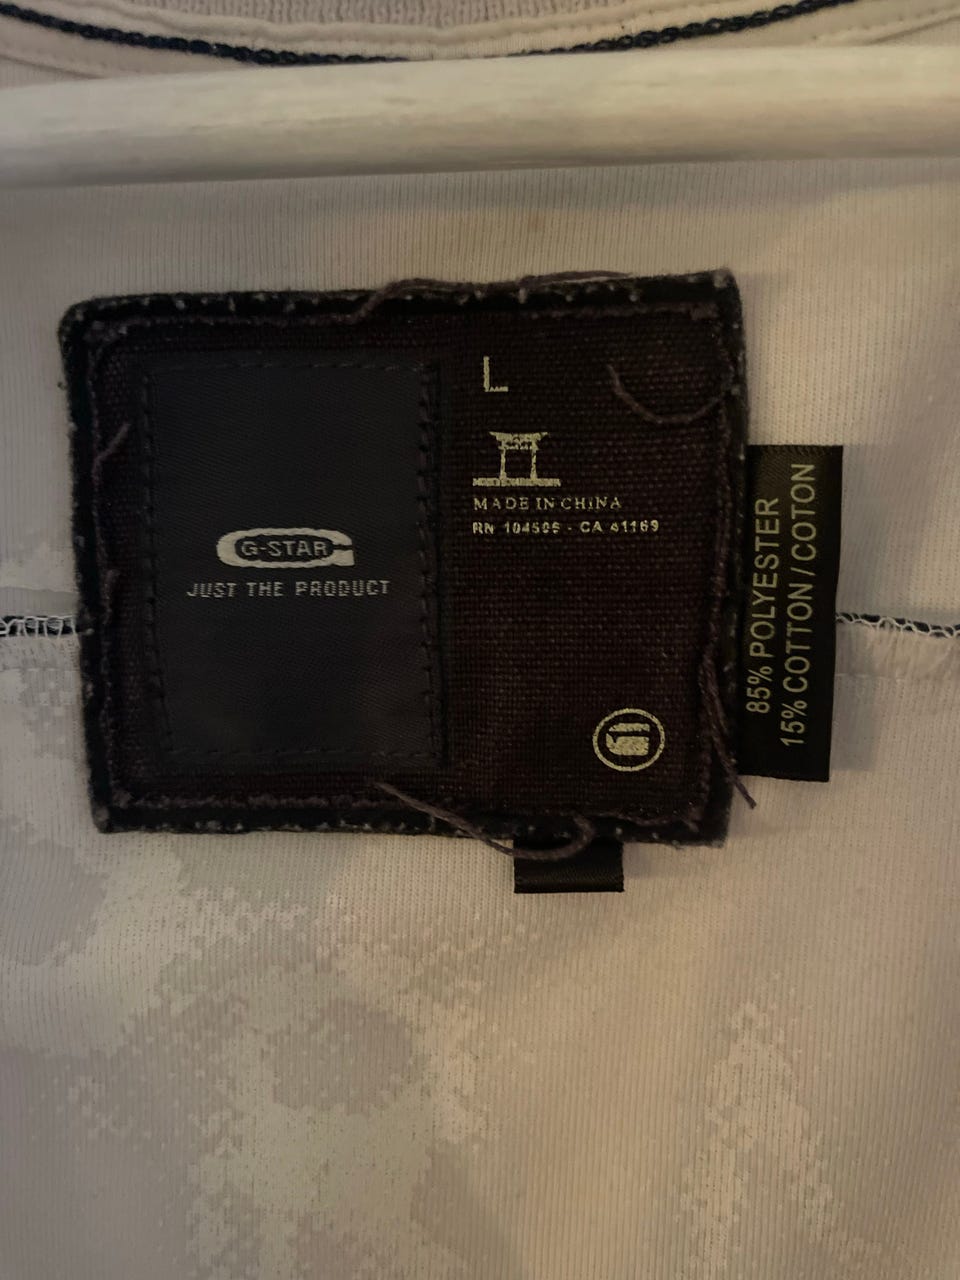 G-STAR
JUST THE PRODUCT
L
MADE IN CHINA
RN 104506 - CA 41169
85% POLYESTER
15% COTTON / COTON